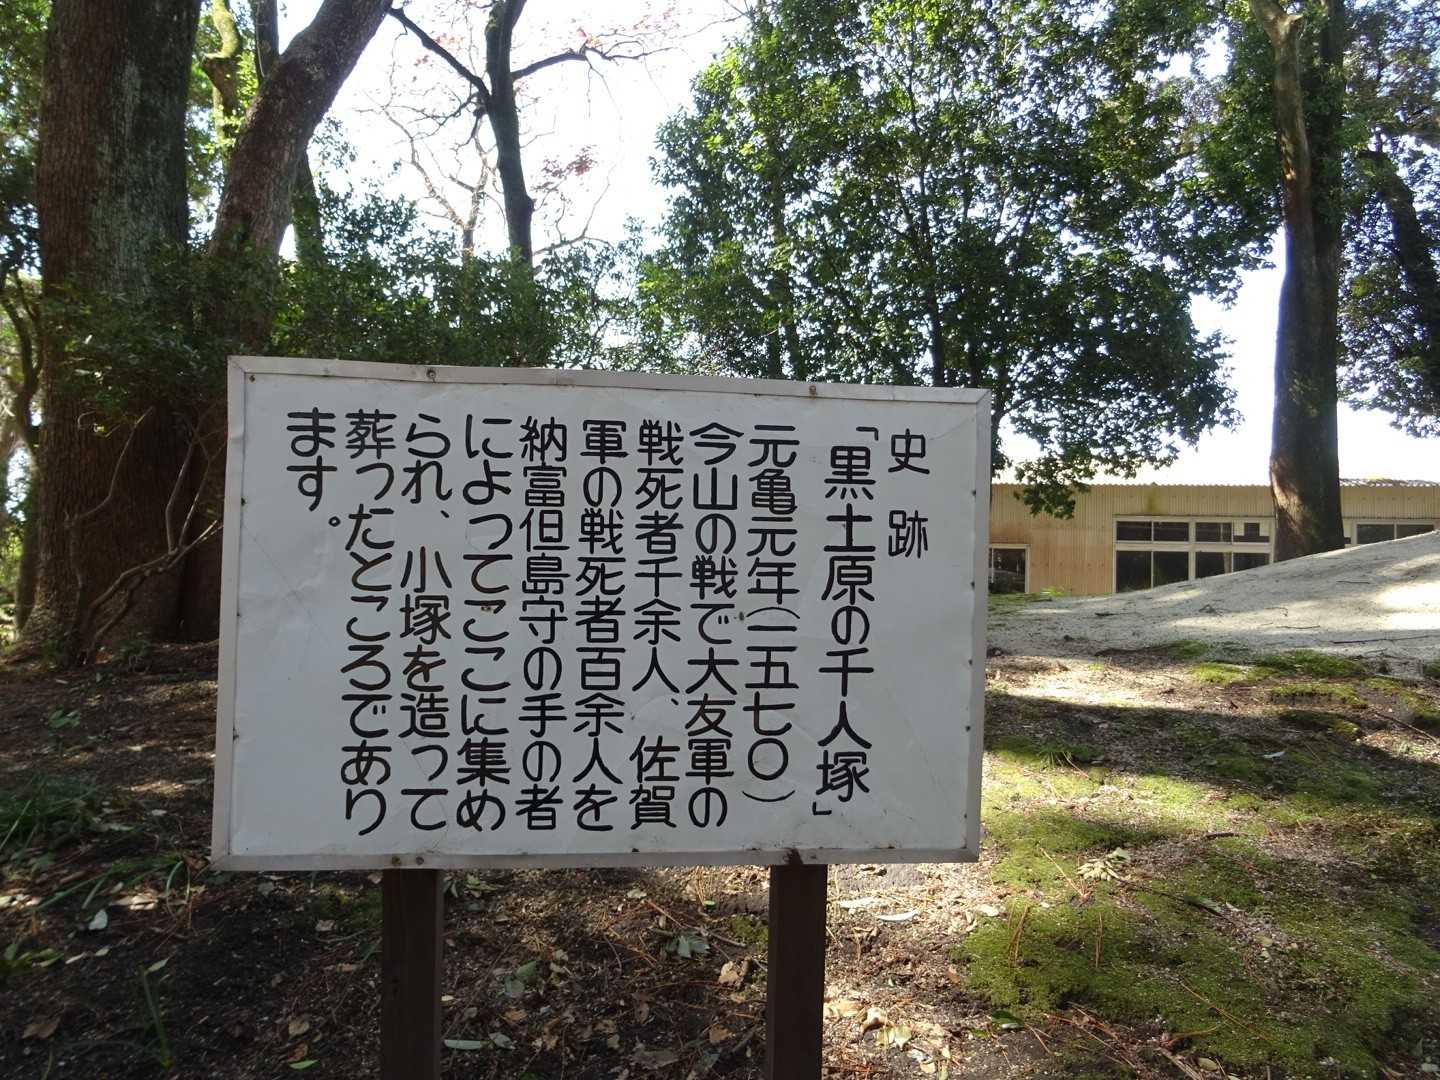 史跡
「黒土原の千人塚」
元亀元年(一五七〇)
今山の戦で大友軍の
戦死者千余人、佐賀
軍の戦死者百余人を
納富但島守の手の者
によってここに集め
られ、小塚を造って
葬ったところであり
ます。